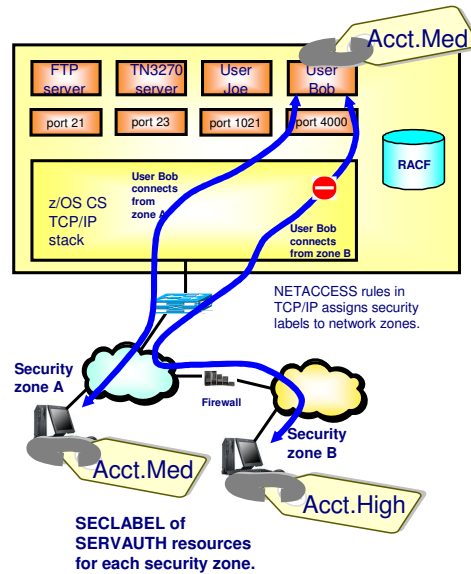 Acct.Med
FTP
server
TN3270
server
User
Joe
User
Bob
port 21
port 23
port 1021
port 4000
RACF
z/OS CS
TCP/IP
stack
User Bob
connects
from
zone A
User Bob
connects
from zone B
NETACCESS rules in
TCP/IP assigns security
labels to network zones.
Security
zone A
Firewall
Security
zone B
Acct.Med
Acct.High
SECLABEL of
SERVAUTH resources
for each security zone.